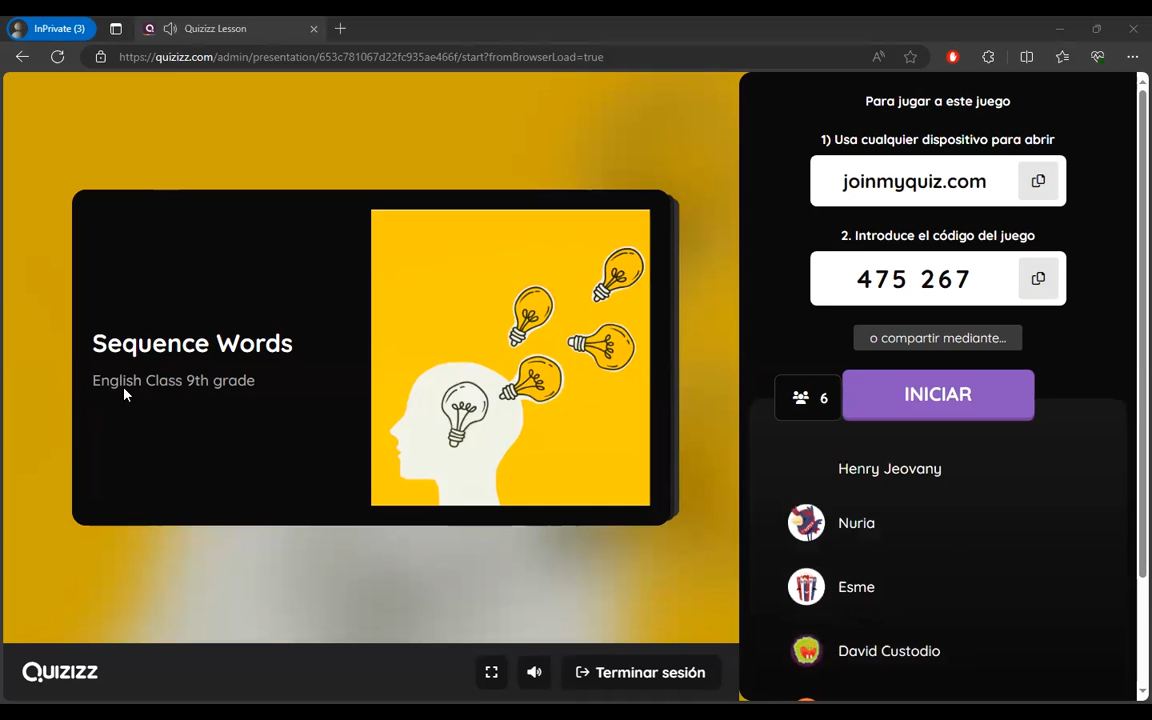 InPrivate (3)
Quizizz Lesson
https://quizizz.com/admin/presentation/653c781067d22fc935ae466f/start?fromBrowserLoad=true
Sequence Words
English Class 9th grade
Para jugar a este juego
1) Usa cualquier dispositivo para abrir
joinmyquiz.com
2. Introduce el código del juego
475 267
o compartir mediante...
6
INICIAR
Henry Jeovany
Nuria
Esme
David Custodio
QUIZIZZ
Terminar sesión